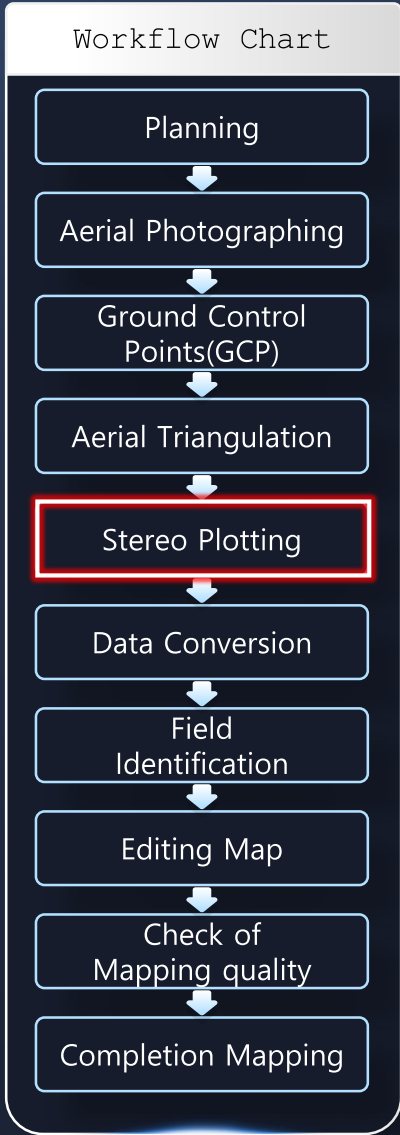 Workflow Chart
Planning
Aerial Photographing
Ground Control
Points(GCP)
Aerial Triangulation
Stereo Plotting
Data Conversion
Field
Identification
Editing Map
Check of
Mapping quality
Completion Mapping